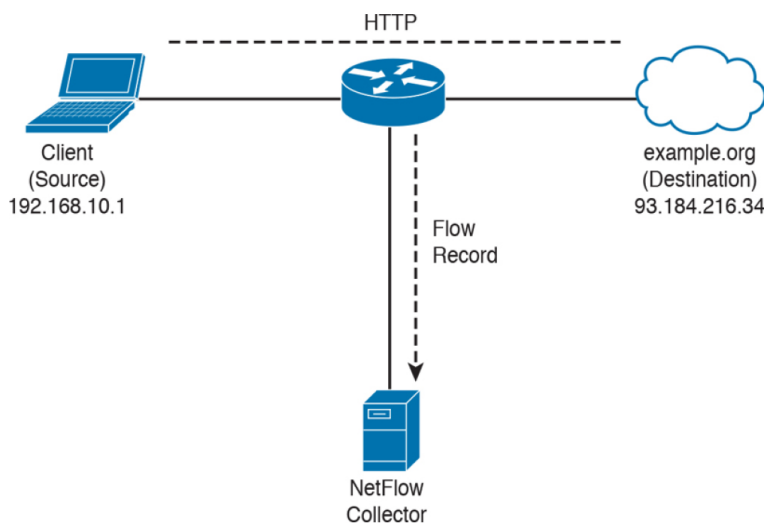 HTTP
Client
(Source)
192.168.10.1
example.org
(Destination)
93.184.216.34
Flow
Record
NetFlow
Collector